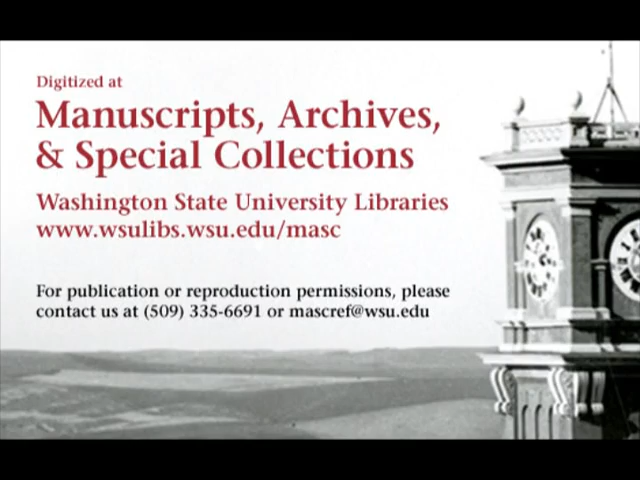 Digitized at
Manuscripts, Archives,
& Special Collections
Washington State University Libraries
www.wsulibs.wsu.edu/masc
For publication or reproduction permissions, please
contact us at (509) 335-6691 or mascref@wsu.edu